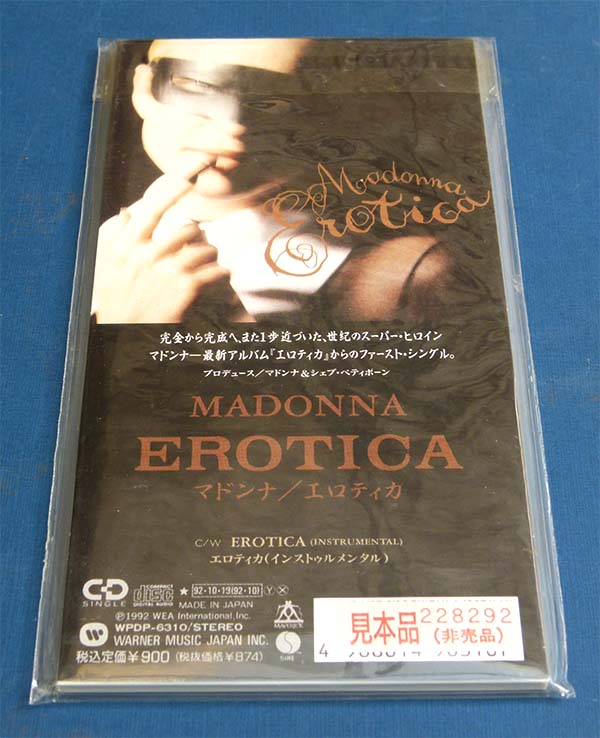 Madonna
Erotica
完全から完成へ、また1歩近づいた、世紀のスーパー・ヒロイン
マドンナ—最新アルバム『エロティカ』からのファースト・シングル。
プロデュース/マドンナ&シェプ・ペティボーン
MADONNA
EROTICA
マドンナ/エロティカ
C/W EROTICA (INSTRUMENTAL)
エロティカ(インストゥルメンタル)
CD SINGLE
COMPACT disc DIGITAL AUDIO
★ 92・10・13(92・10) Y X
MADE IN JAPAN
Ⓟ1992 WEA International, Inc.
WPDP-6310/STEREO
WARNER MUSIC JAPAN INC.
税込定価¥900 (税抜価格¥874)
MAVERICK
SIRE
見本品
228292
(非売品)